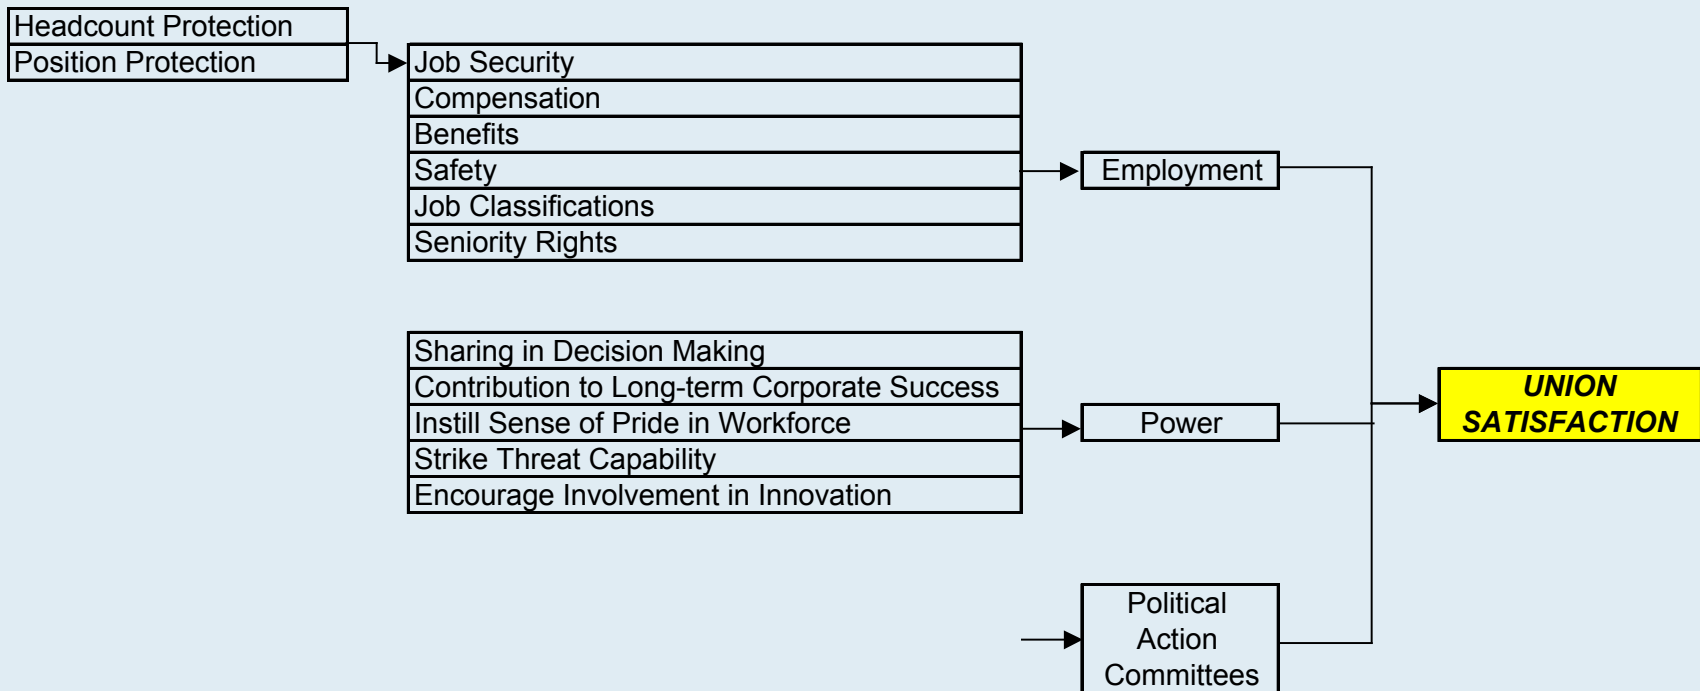 Headcount Protection
Position Protection
Job Security
Compensation
Benefits
Safety
Job Classifications
Seniority Rights
Employment
Sharing in Decision Making
Contribution to Long-term Corporate Success
Instill Sense of Pride in Workforce
Strike Threat Capability
Encourage Involvement in Innovation
Power
UNION
SATISFACTION
Political
Action
Committees